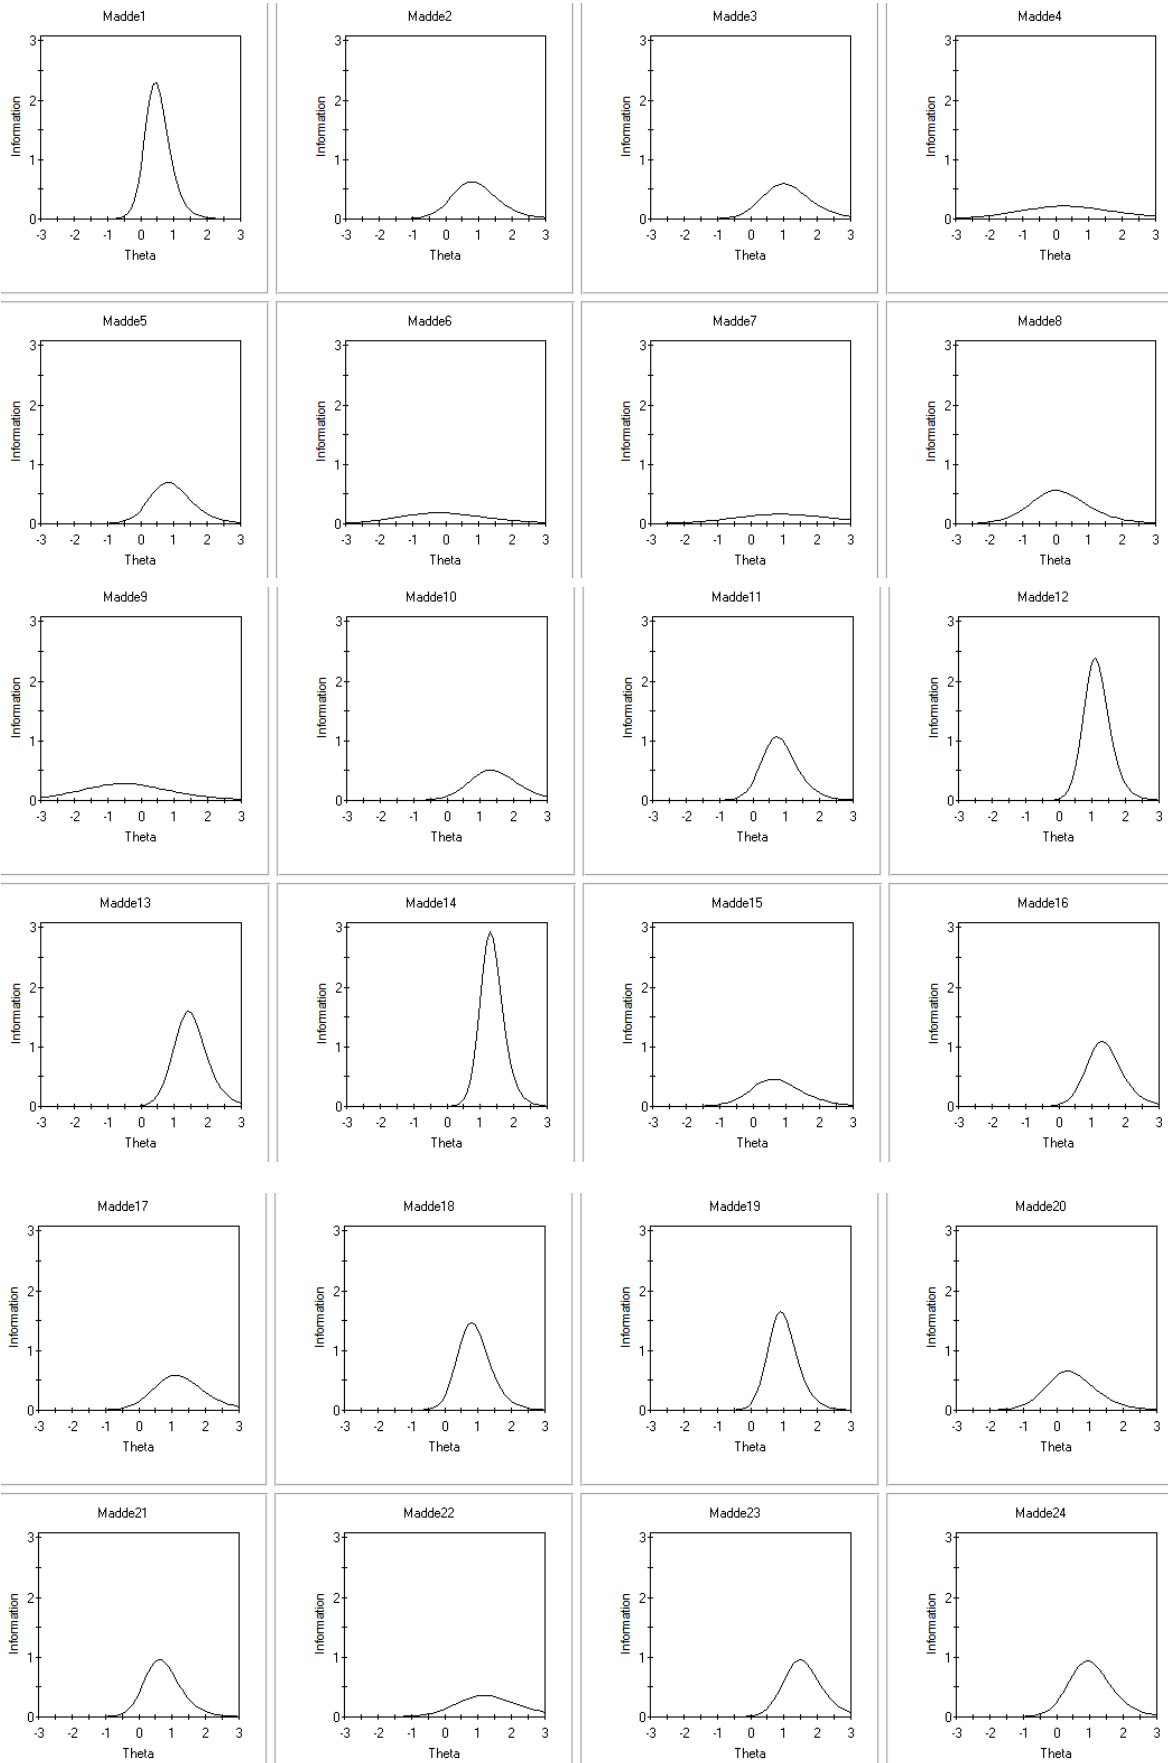 Madde1 Madde2 Madde3 Madde4
3 3 3 3
2 2 2 2
Information Information Information Information
1 1 1 1
0 0 0 0
-3 -2 -1 0 1 2 3 -3 -2 -1 0 1 2 3 -3 -2 -1 0 1 2 3 -3 -2 -1 0 1 2 3
Theta Theta Theta Theta
Madde5 Madde6 Madde7 Madde8
3 3 3 3
2 2 2 2
Information Information Information Information
1 1 1 1
0 0 0 0
-3 -2 -1 0 1 2 3 -3 -2 -1 0 1 2 3 -3 -2 -1 0 1 2 3 -3 -2 -1 0 1 2 3
Theta Theta Theta Theta
Madde9 Madde10 Madde11 Madde12
3 3 3 3
2 2 2 2
Information Information Information Information
1 1 1 1
0 0 0 0
-3 -2 -1 0 1 2 3 -3 -2 -1 0 1 2 3 -3 -2 -1 0 1 2 3 -3 -2 -1 0 1 2 3
Theta Theta Theta Theta
Madde13 Madde14 Madde15 Madde16
3 3 3 3
2 2 2 2
Information Information Information Information
1 1 1 1
0 0 0 0
-3 -2 -1 0 1 2 3 -3 -2 -1 0 1 2 3 -3 -2 -1 0 1 2 3 -3 -2 -1 0 1 2 3
Theta Theta Theta Theta
Madde17 Madde18 Madde19 Madde20
3 3 3 3
2 2 2 2
Information Information Information Information
1 1 1 1
0 0 0 0
-3 -2 -1 0 1 2 3 -3 -2 -1 0 1 2 3 -3 -2 -1 0 1 2 3 -3 -2 -1 0 1 2 3
Theta Theta Theta Theta
Madde21 Madde22 Madde23 Madde24
3 3 3 3
2 2 2 2
Information Information Information Information
1 1 1 1
0 0 0 0
-3 -2 -1 0 1 2 3 -3 -2 -1 0 1 2 3 -3 -2 -1 0 1 2 3 -3 -2 -1 0 1 2 3
Theta Theta Theta Theta